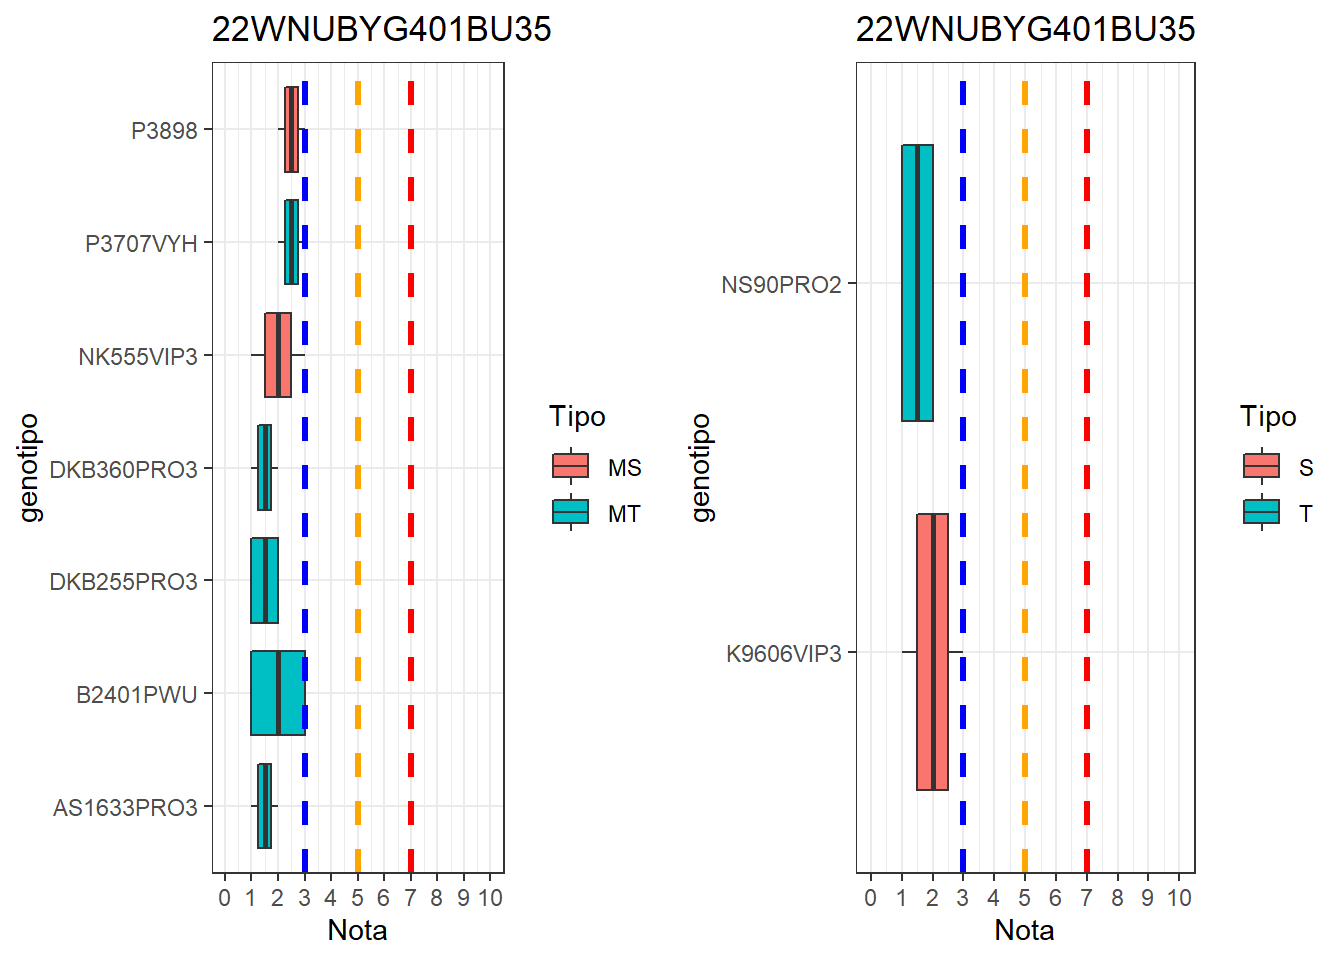 22WNUBYG401BU35
P3898
P3707VYH
NK555VIP3
DKB360PRO3
DKB255PRO3
B2401PWU
AS1633PRO3
genotipo
0 1 2 3 4 5 6 7 8 9 10
Nota
Tipo
MS
MT
22WNUBYG401BU35
NS90PRO2
K9606VIP3
genotipo
0 1 2 3 4 5 6 7 8 9 10
Nota
Tipo
S
T